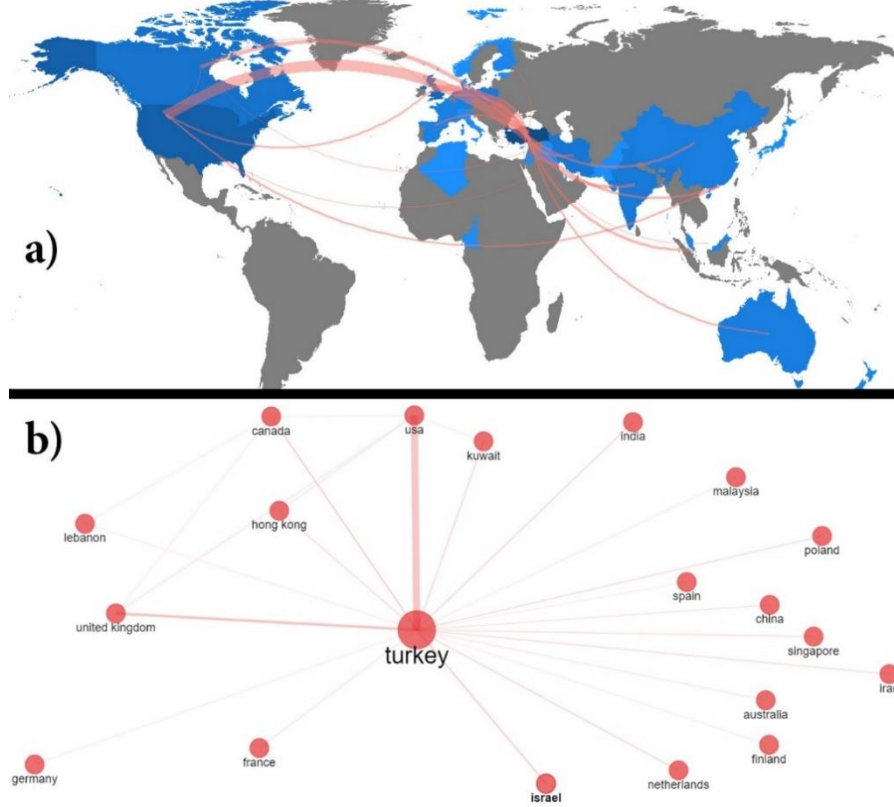 a)
b)
canada
usa
kuwait
india
malaysia
lebanon
hong kong
poland
spain
china
united kingdom
turkey
singapore
iran
australia
finland
germany
france
israel
netherlands